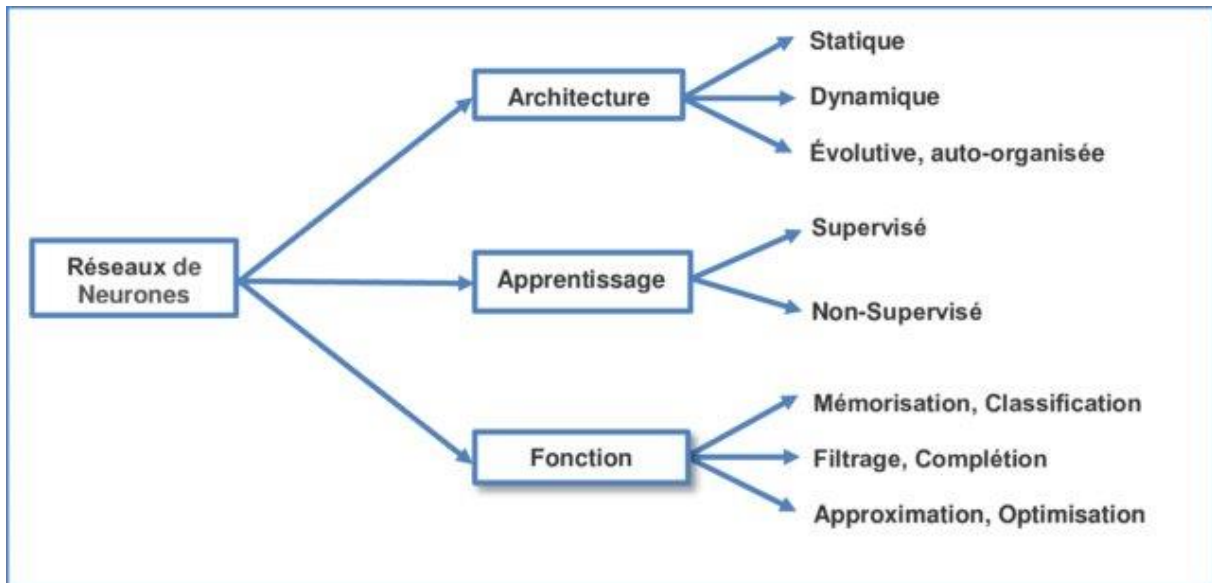 Réseaux de
Neurones
Architecture
Statique
Dynamique
Évolutive, auto-organisée
Apprentissage
Supervisé
Non-Supervisé
Fonction
Mémorisation, Classification
Filtrage, Complétion
Approximation, Optimisation